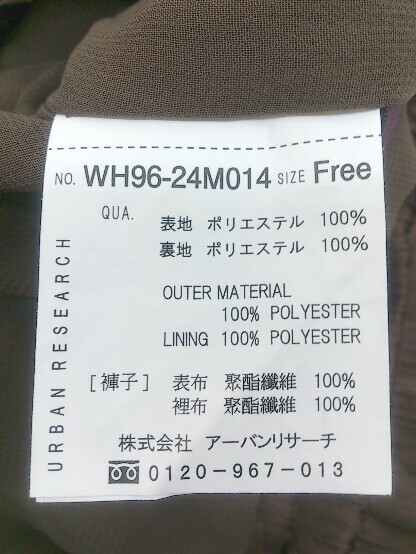 NO. WH96-24M014 SIZE Free
QUA.
表地 ポリエステル 100%
裏地 ポリエステル 100%
OUTER MATERIAL
100% POLYESTER
LINING 100% POLYESTER
[褲子] 表布 聚酯纖維 100%
裡布 聚酯纖維 100%
株式会社 アーバンリサーチ
0120-967-013
URBAN RESEARCH